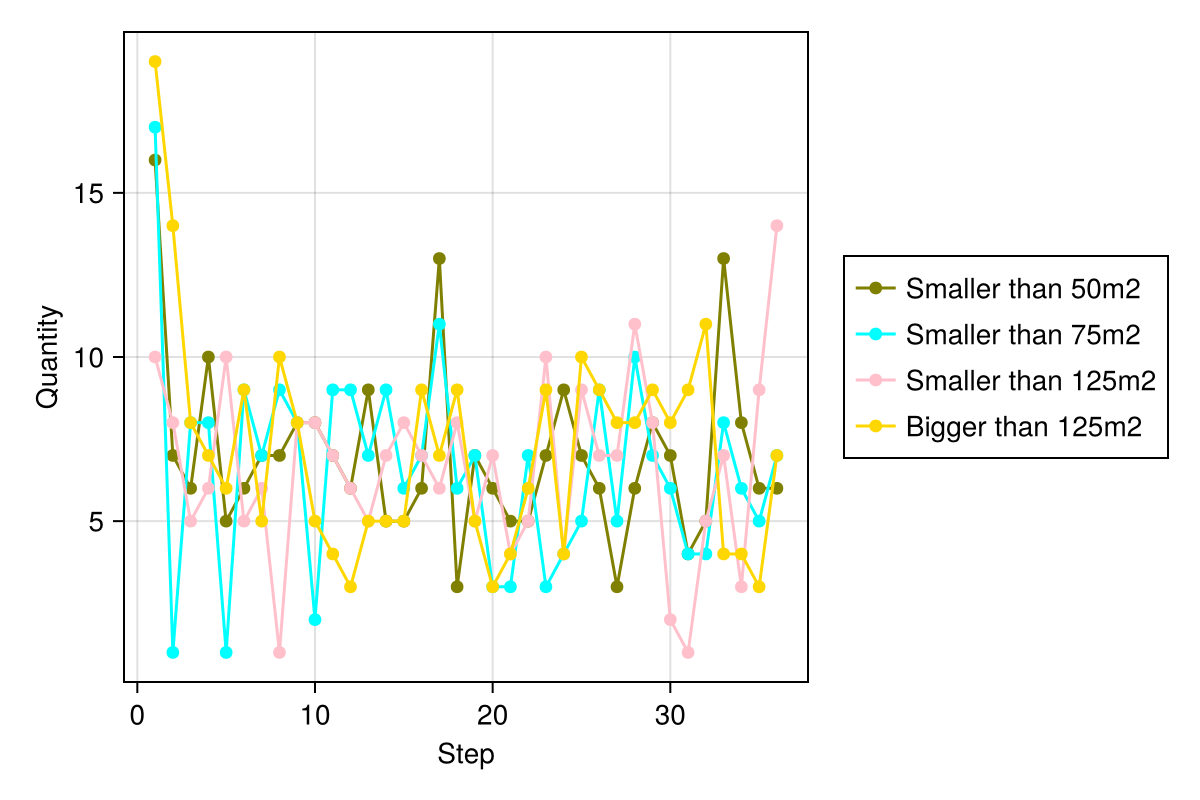 15
10
5
Quantity
0 10 20 30
Step
Smaller than 50m2
Smaller than 75m2
Smaller than 125m2
Bigger than 125m2